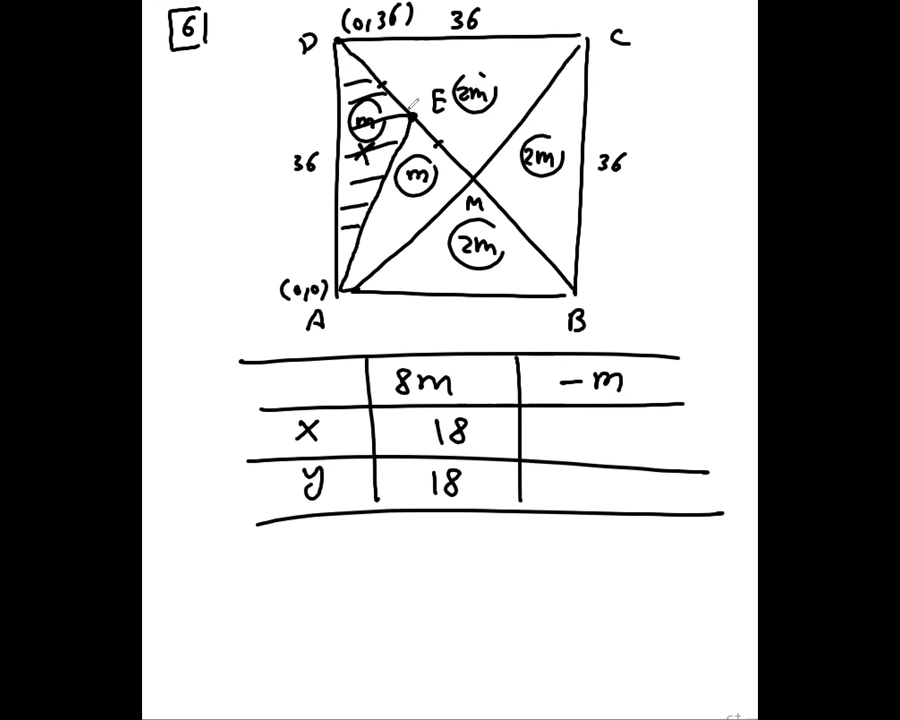 6
(0,36) 36
D C
E 2m
m
36 m 2m 36
M
2m
(0,0)
A B
8m -m
x 18
y 18